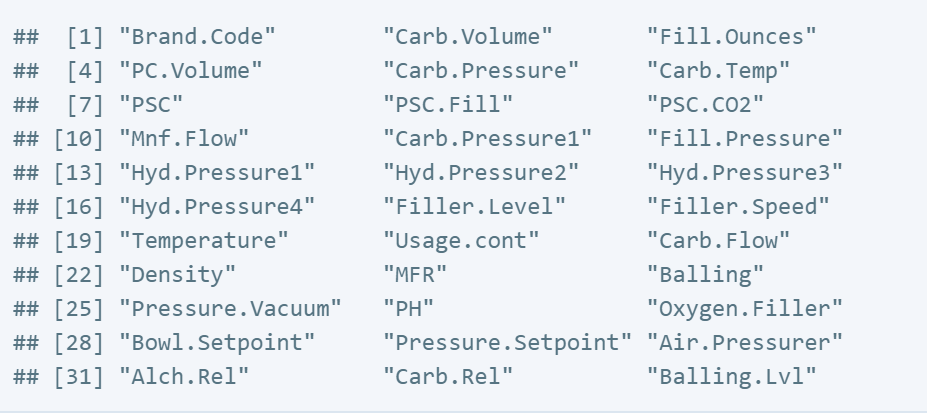 ##  [1] "Brand.Code"        "Carb.Volume"       "Fill.Ounces"
##  [4] "PC.Volume"         "Carb.Pressure"     "Carb.Temp"
##  [7] "PSC"               "PSC.Fill"          "PSC.CO2"
## [10] "Mnf.Flow"          "Carb.Pressure1"    "Fill.Pressure"
## [13] "Hyd.Pressure1"     "Hyd.Pressure2"     "Hyd.Pressure3"
## [16] "Hyd.Pressure4"     "Filler.Level"      "Filler.Speed"
## [19] "Temperature"       "Usage.cont"        "Carb.Flow"
## [22] "Density"           "MFR"               "Balling"
## [25] "Pressure.Vacuum"   "PH"                "Oxygen.Filler"
## [28] "Bowl.Setpoint"     "Pressure.Setpoint" "Air.Pressurer"
## [31] "Alch.Rel"          "Carb.Rel"          "Balling.Lvl"